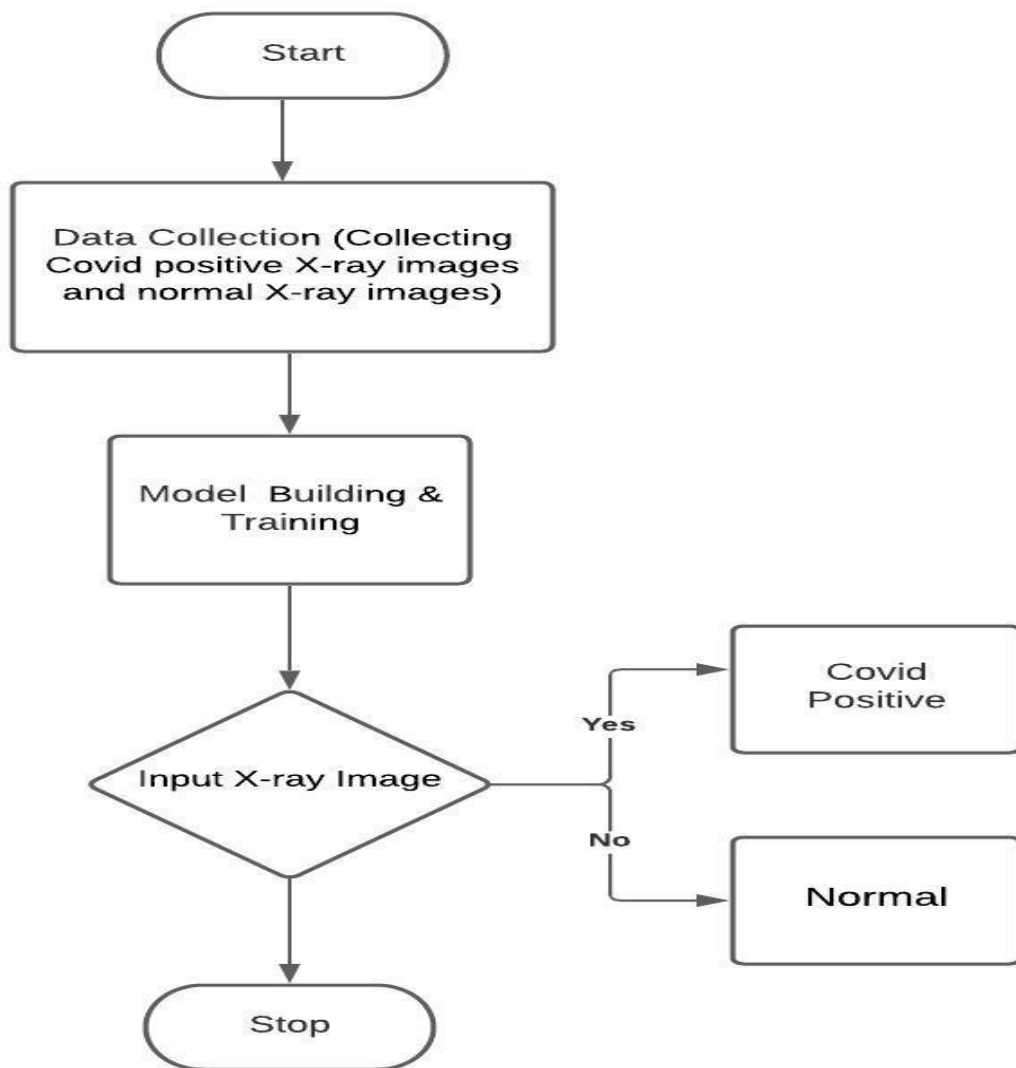 Start
Data Collection (Collecting
Covid positive X-ray images
and normal X-ray images)
Model Building &
Training
Input X-ray Image
Yes
Covid
Positive
No
Normal
Stop